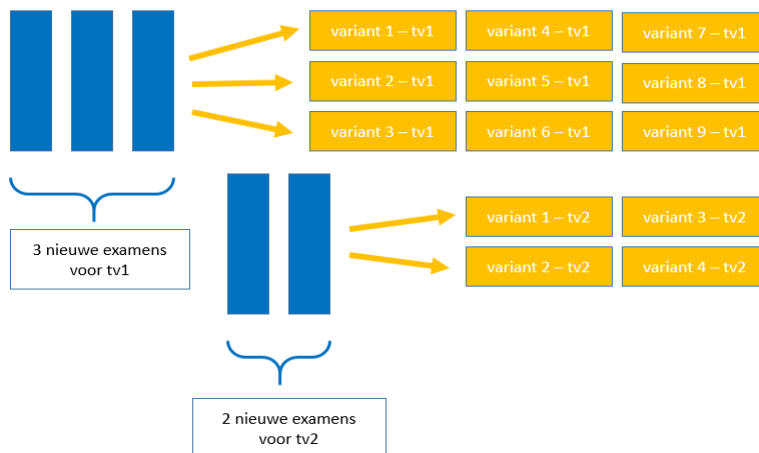 variant 1 – tv1
variant 4 – tv1
variant 7 – tv1
variant 2 – tv1
variant 5 – tv1
variant 8 – tv1
variant 3 – tv1
variant 6 – tv1
variant 9 – tv1
3 nieuwe examens
voor tv1
variant 1 – tv2
variant 3 – tv2
variant 2 – tv2
variant 4 – tv2
2 nieuwe examens
voor tv2